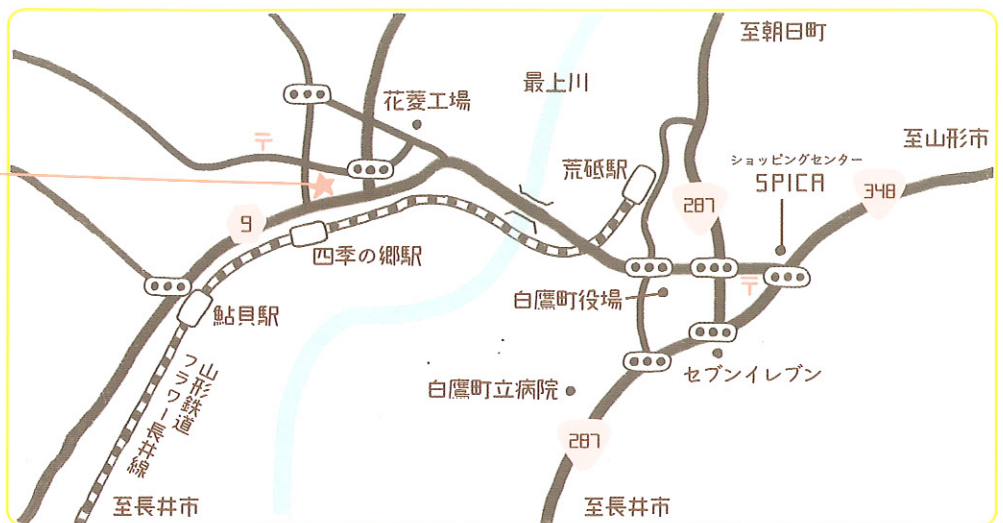 至朝日町
最上川
花菱工場
至山形市
ショッピングセンター
SPICA
荒砥駅
〒
348
287
9
四季の郷駅
〒
白鷹町役場
鮎貝駅
セブンイレブン
白鷹町立病院
山形鉄道
フラワー長井線
287
至長井市
至長井市